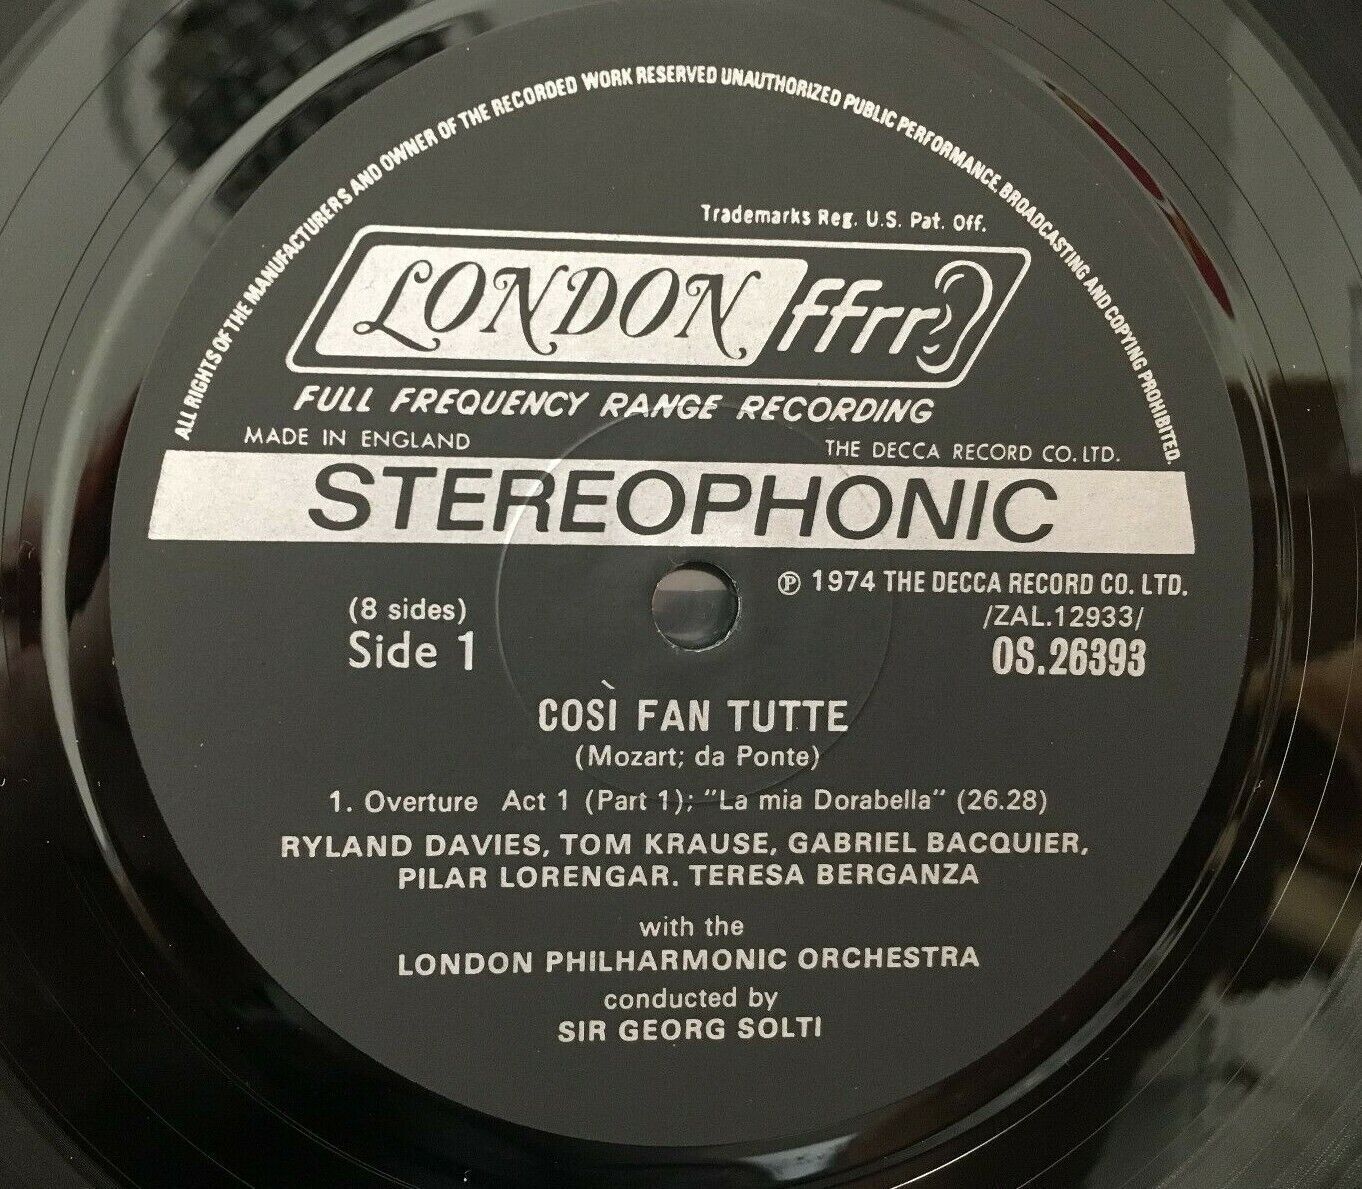 ALL RIGHTS OF THE MANUFACTURERS AND OWNER OF THE RECORDED WORK RESERVED UNAUTHORIZED PUBLIC PERFORMANCE, BROADCASTING AND COPYING PROHIBITED.
Trademarks Reg. U.S. Pat. Off.
LONDON ffrr
FULL FREQUENCY RANGE RECORDING
MADE IN ENGLAND THE DECCA RECORD CO. LTD.
STEREOPHONIC
℗ 1974 THE DECCA RECORD CO. LTD.
(8 sides) /ZAL.12933/
Side 1 OS.26393
COSÌ FAN TUTTE
(Mozart; da Ponte)
1. Overture Act 1 (Part 1); "La mia Dorabella" (26.28)
RYLAND DAVIES, TOM KRAUSE, GABRIEL BACQUIER,
PILAR LORENGAR. TERESA BERGANZA
with the
LONDON PHILHARMONIC ORCHESTRA
conducted by
SIR GEORG SOLTI